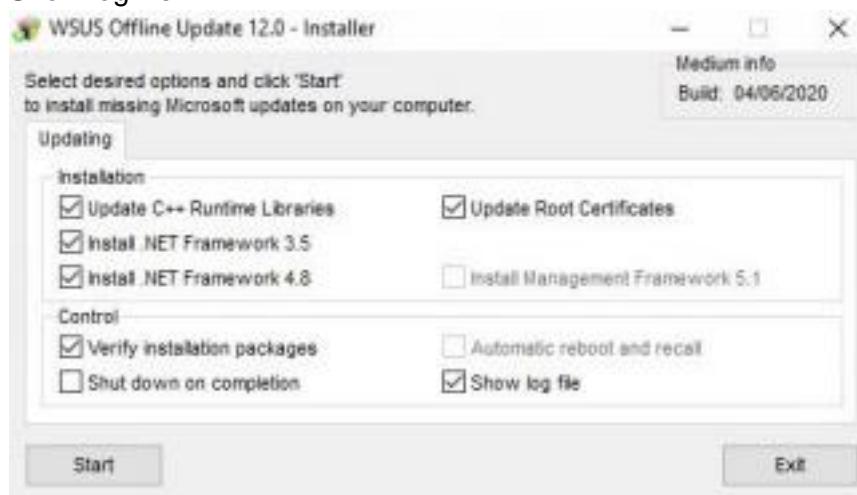 WSUS Offline Update 12.0 - Installer
Select desired options and click 'Start'
to install missing Microsoft updates on your computer.
Medium info
Build: 04/06/2020
Updating
Installation
Update C++ Runtime Libraries
Update Root Certificates
Install .NET Framework 3.5
Install .NET Framework 4.8
Install Management Framework 5.1
Control
Verify installation packages
Automatic reboot and recall
Shut down on completion
Show log file
Start
Exit